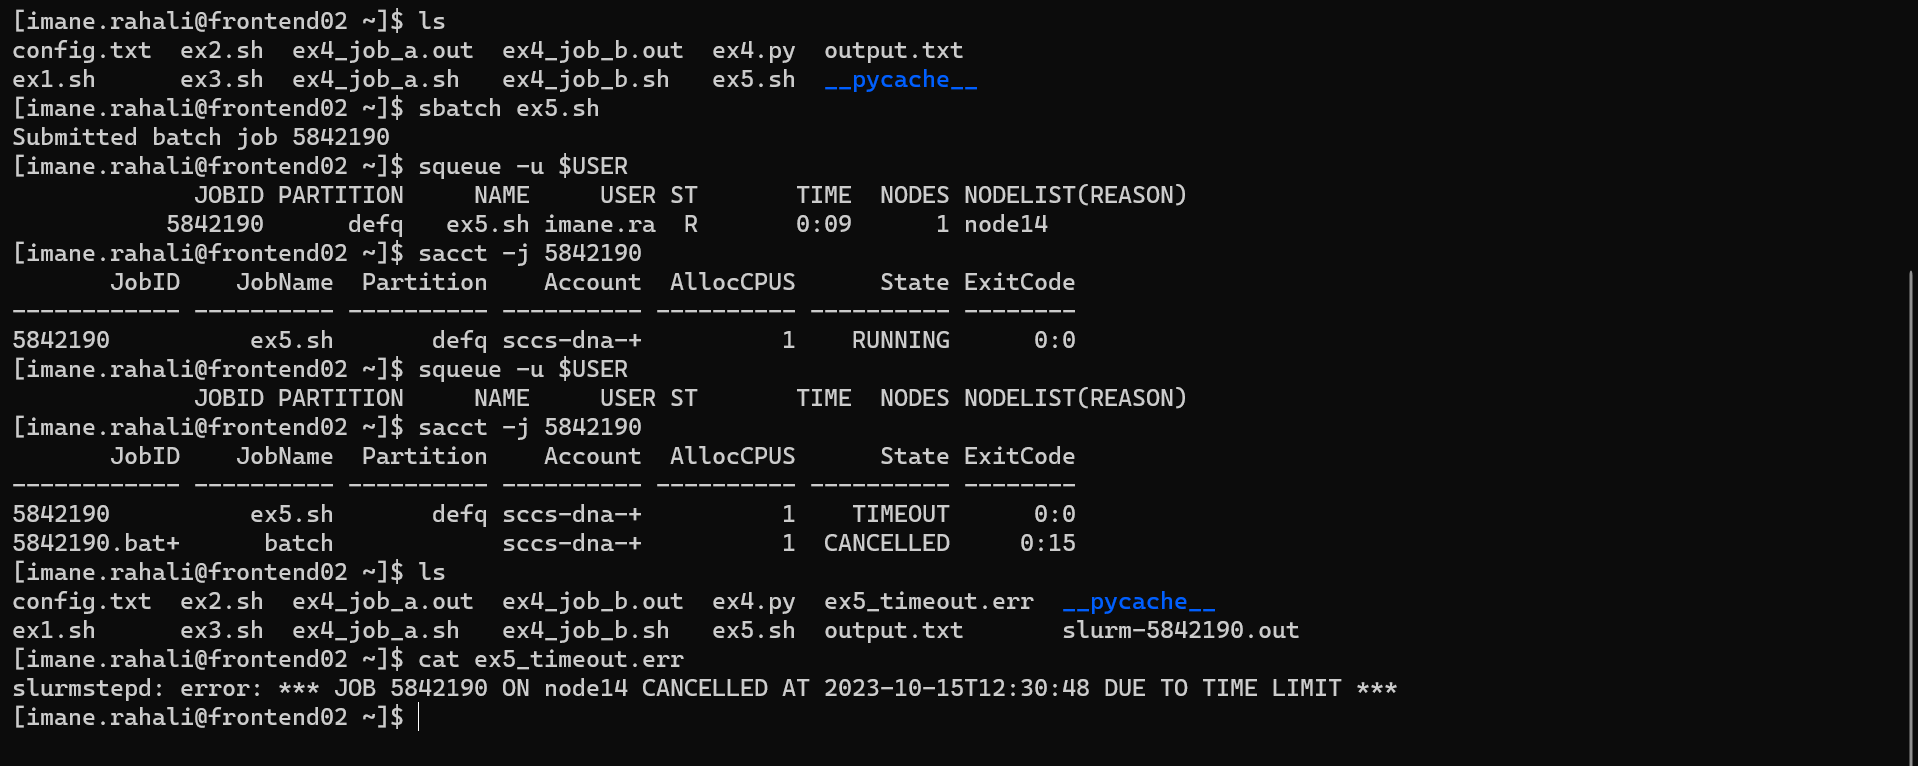 [imane.rahali@frontend02 ~]$ ls
config.txt  ex2.sh  ex4_job_a.out  ex4_job_b.out  ex4.py  output.txt
ex1.sh      ex3.sh  ex4_job_a.sh   ex4_job_b.sh   ex5.sh  __pycache__
[imane.rahali@frontend02 ~]$ sbatch ex5.sh
Submitted batch job 5842190
[imane.rahali@frontend02 ~]$ squeue -u $USER
             JOBID PARTITION     NAME     USER ST       TIME  NODES NODELIST(REASON)
           5842190      defq   ex5.sh imane.ra  R       0:09      1 node14
[imane.rahali@frontend02 ~]$ sacct -j 5842190
       JobID    JobName  Partition    Account  AllocCPUS      State ExitCode
------------ ---------- ---------- ---------- ---------- ---------- --------
5842190          ex5.sh       defq sccs-dna-+          1    RUNNING      0:0
[imane.rahali@frontend02 ~]$ squeue -u $USER
             JOBID PARTITION     NAME     USER ST       TIME  NODES NODELIST(REASON)
[imane.rahali@frontend02 ~]$ sacct -j 5842190
       JobID    JobName  Partition    Account  AllocCPUS      State ExitCode
------------ ---------- ---------- ---------- ---------- ---------- --------
5842190          ex5.sh       defq sccs-dna-+          1    TIMEOUT      0:0
5842190.bat+      batch            sccs-dna-+          1  CANCELLED     0:15
[imane.rahali@frontend02 ~]$ ls
config.txt  ex2.sh  ex4_job_a.out  ex4_job_b.out  ex4.py  ex5_timeout.err  __pycache__
ex1.sh      ex3.sh  ex4_job_a.sh   ex4_job_b.sh   ex5.sh  output.txt       slurm-5842190.out
[imane.rahali@frontend02 ~]$ cat ex5_timeout.err
slurmstepd: error: *** JOB 5842190 ON node14 CANCELLED AT 2023-10-15T12:30:48 DUE TO TIME LIMIT ***
[imane.rahali@frontend02 ~]$